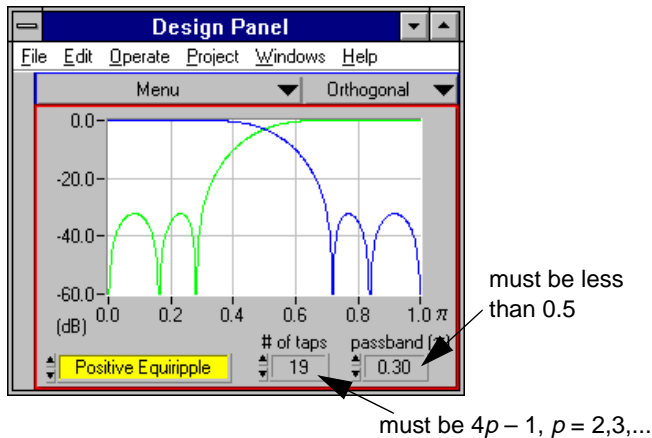 Design Panel
File Edit Operate Project Windows Help
Menu Orthogonal
0.0
-20.0
-40.0
-60.0
(dB)
0.0 0.2 0.4 0.6 0.8 1.0 π
must be less
than 0.5
# of taps passband
Positive Equiripple 19 0.30
must be 4p – 1, p = 2,3,...